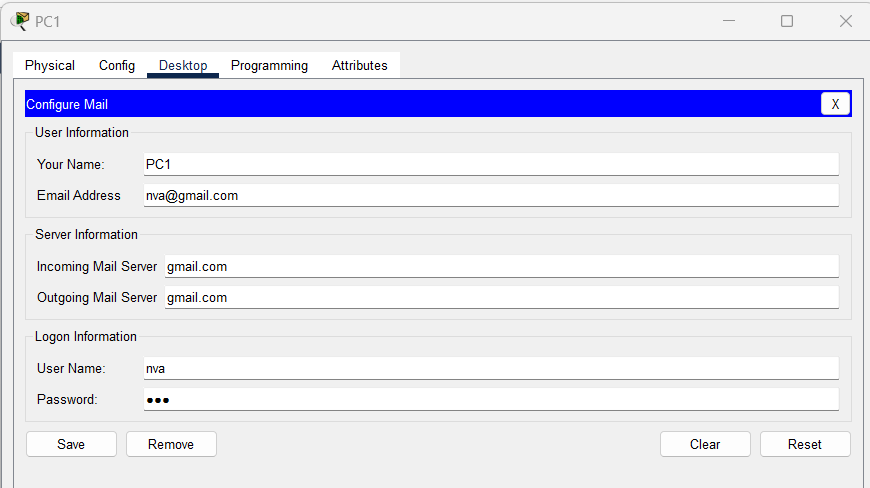 PC1
Physical Config Desktop Programming Attributes
Configure Mail X
User Information
Your Name: PC1
Email Address nva@gmail.com
Server Information
Incoming Mail Server gmail.com
Outgoing Mail Server gmail.com
Logon Information
User Name: nva
Password: ●●●
Save Remove Clear Reset